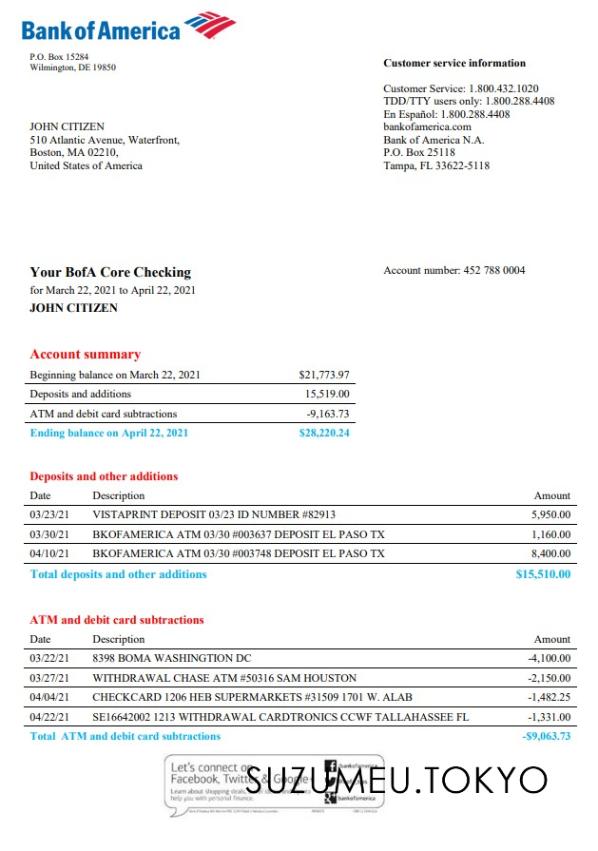 Bank of America
P.O. Box 15284
Wilmington, DE 19850
Customer service information
Customer Service: 1.800.432.1020
TDD/TTY users only: 1.800.288.4408
En Español: 1.800.288.4408
bankofamerica.com
Bank of America N.A.
P.O. Box 25118
Tampa, FL 33622-5118
JOHN CITIZEN
510 Atlantic Avenue, Waterfront,
Boston, MA 02210,
United States of America
Your BofA Core Checking
for March 22, 2021 to April 22, 2021
JOHN CITIZEN
Account number: 452 788 0004
Account summary
Beginning balance on March 22, 2021 $21,773.97
Deposits and additions 15,519.00
ATM and debit card subtractions -9,163.73
Ending balance on April 22, 2021 $28,220.24
Deposits and other additions
Date Description Amount
03/23/21 VISTAPRINT DEPOSIT 03/23 ID NUMBER #82913 5,950.00
03/30/21 BKOFAMERICA ATM 03/30 #003637 DEPOSIT EL PASO TX 1,160.00
04/10/21 BKOFAMERICA ATM 03/30 #003748 DEPOSIT EL PASO TX 8,400.00
Total deposits and other additions $15,510.00
ATM and debit card subtractions
Date Description Amount
03/22/21 8398 BOMA WASHINGTION DC -4,100.00
03/27/21 WITHDRAWAL CHASE ATM #50316 SAM HOUSTON -2,150.00
04/04/21 CHECKCARD 1206 HEB SUPERMARKETS #31509 1701 W. ALAB -1,482.25
04/22/21 SE16642002 1213 WITHDRAWAL CARDTRONICS CCWF TALLAHASSEE FL -1,331.00
Total ATM and debit card subtractions -$9,063.73
Let's connect on
Facebook, Twitter & Google
Learn about shopping deals,
help you with personal finance.
bankofamerica
SUZUMEU.TOKYO